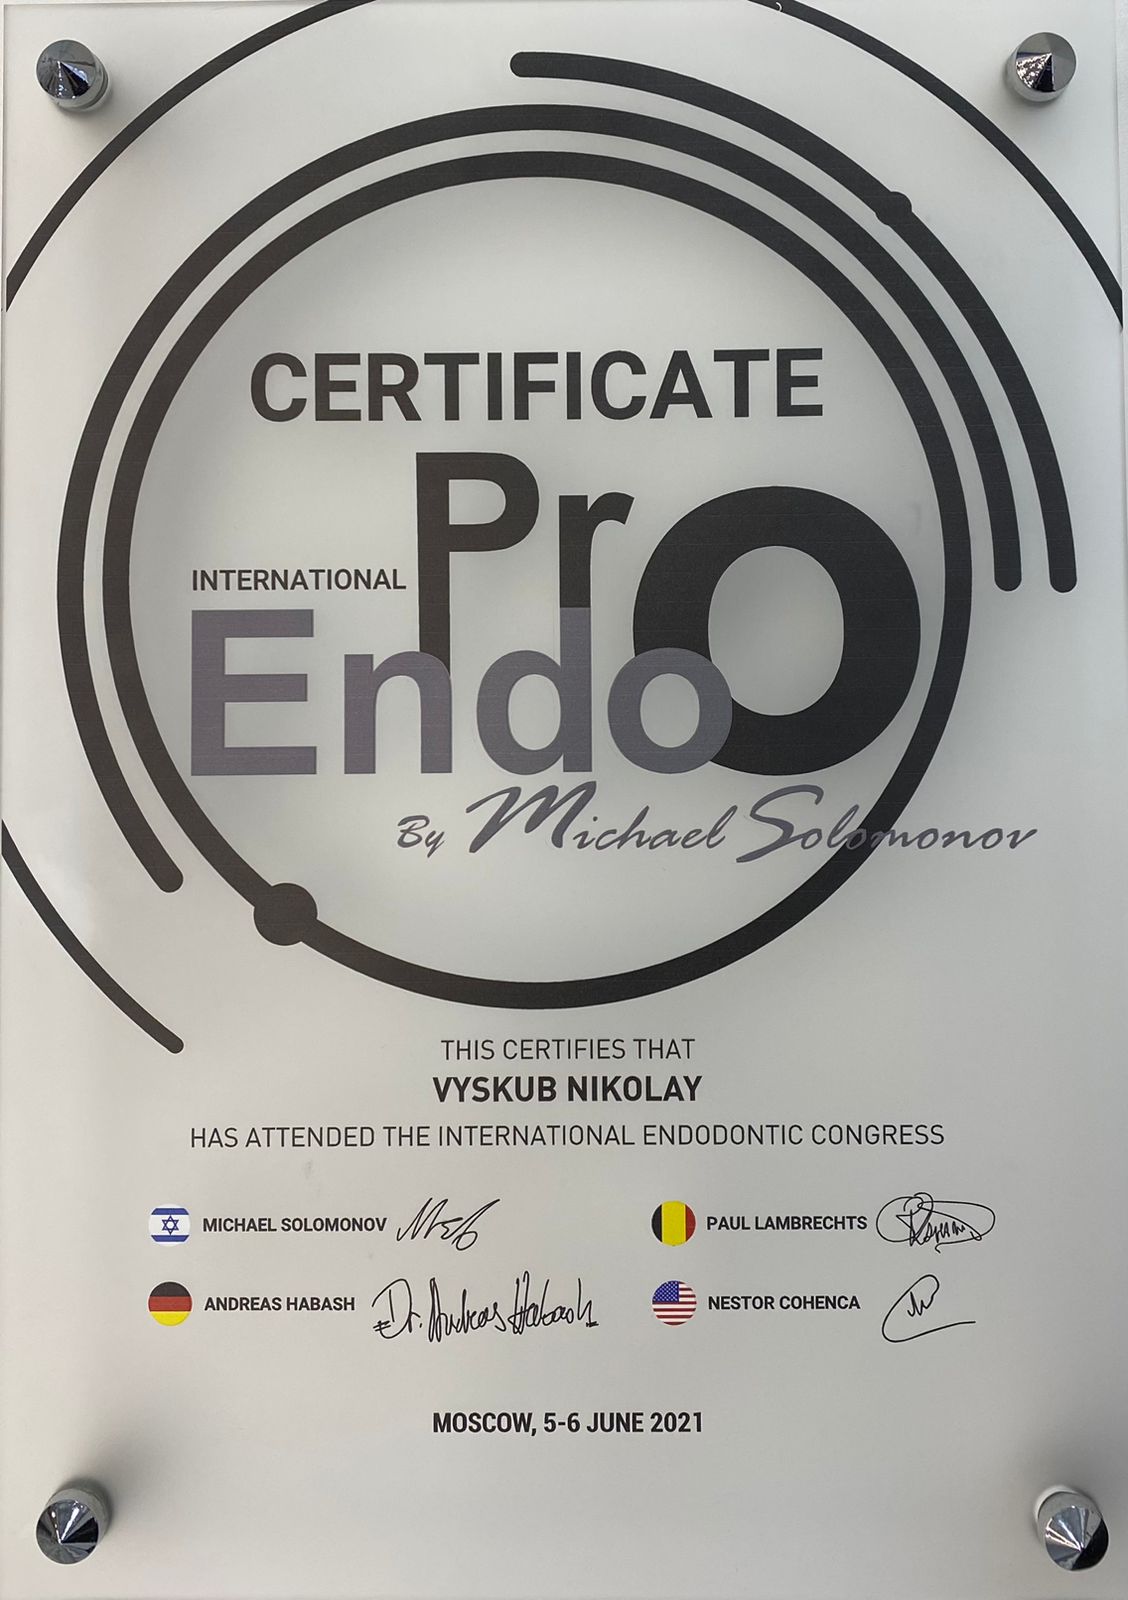 CERTIFICATE
INTERNATIONAL
Pro
Endo
By Michael Solomonov
THIS CERTIFIES THAT
VYSKUB NIKOLAY
HAS ATTENDED THE INTERNATIONAL ENDODONTIC CONGRESS
MICHAEL SOLOMONOV
PAUL LAMBRECHTS
ANDREAS HABASH Dr. Andreas Habash
NESTOR COHENCA
MOSCOW, 5-6 JUNE 2021